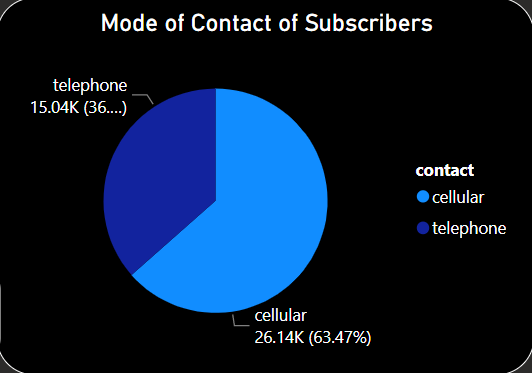 Mode of Contact of Subscribers
telephone
15.04K (36....)
contact
cellular
telephone
cellular
26.14K (63.47%)